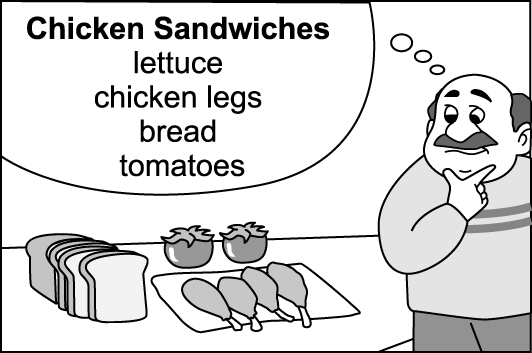 Chicken Sandwiches
lettuce
chicken legs
bread
tomatoes